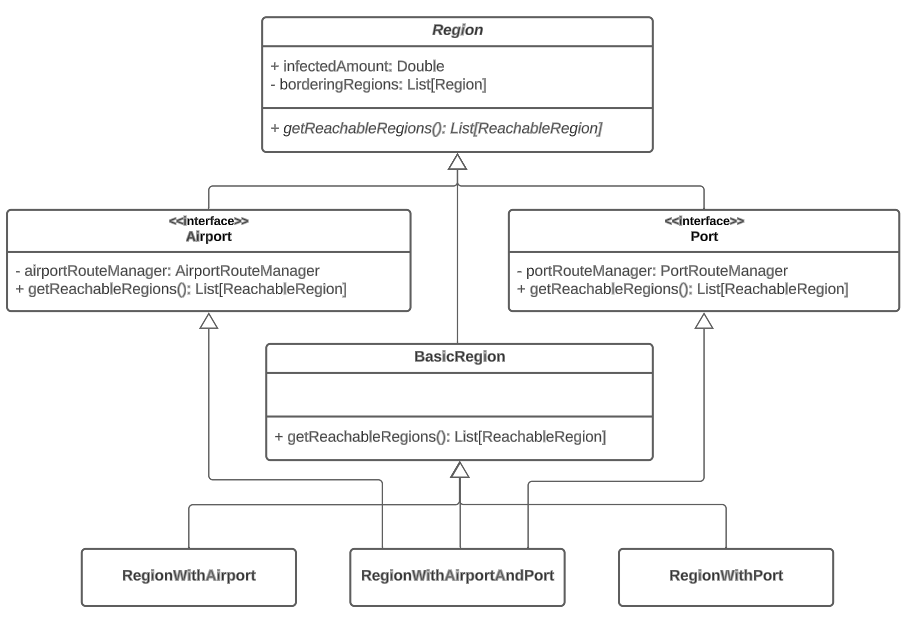 Region
+ infectedAmount: Double
- borderingRegions: List[Region]
+ getReachableRegions(): List[ReachableRegion]
<<interface>>
Airport
- airportRouteManager: AirportRouteManager
+ getReachableRegions(): List[ReachableRegion]
<<interface>>
Port
- portRouteManager: PortRouteManager
+ getReachableRegions(): List[ReachableRegion]
BasicRegion
+ getReachableRegions(): List[ReachableRegion]
RegionWithAirport
RegionWithAirportAndPort
RegionWithPort